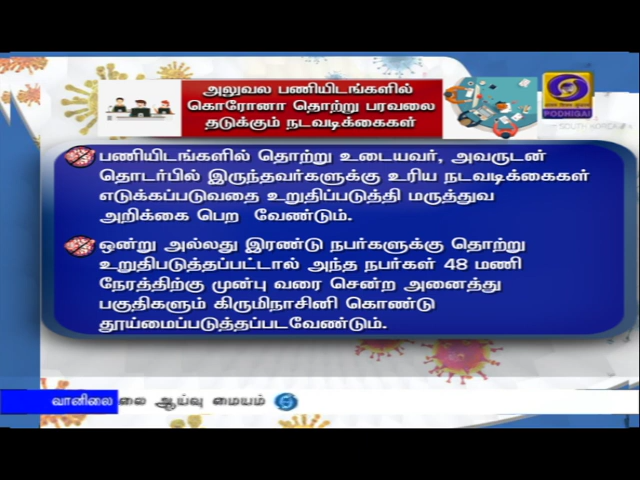 அலுவல பணியிடங்களில்
கொரோனா தொற்று பரவலை
தடுக்கும் நடவடிக்கைகள்
PODHIGAI
SOUTH KOREA
பணியிடங்களில் தொற்று உடையவர், அவருடன்
தொடர்பில் இருந்தவர்களுக்கு உரிய நடவடிக்கைகள்
எடுக்கப்படுவதை உறுதிப்படுத்தி மருத்துவ
அறிக்கை பெற வேண்டும்.
ஒன்று அல்லது இரண்டு நபர்களுக்கு தொற்று
உறுதிபடுத்தப்பட்டால் அந்த நபர்கள் 48 மணி
நேரத்திற்கு முன்பு வரை சென்ற அனைத்து
பகுதிகளும் கிருமிநாசினி கொண்டு
தூய்மைப்படுத்தப்படவேண்டும்.
வானிலை லை ஆய்வு மையம்